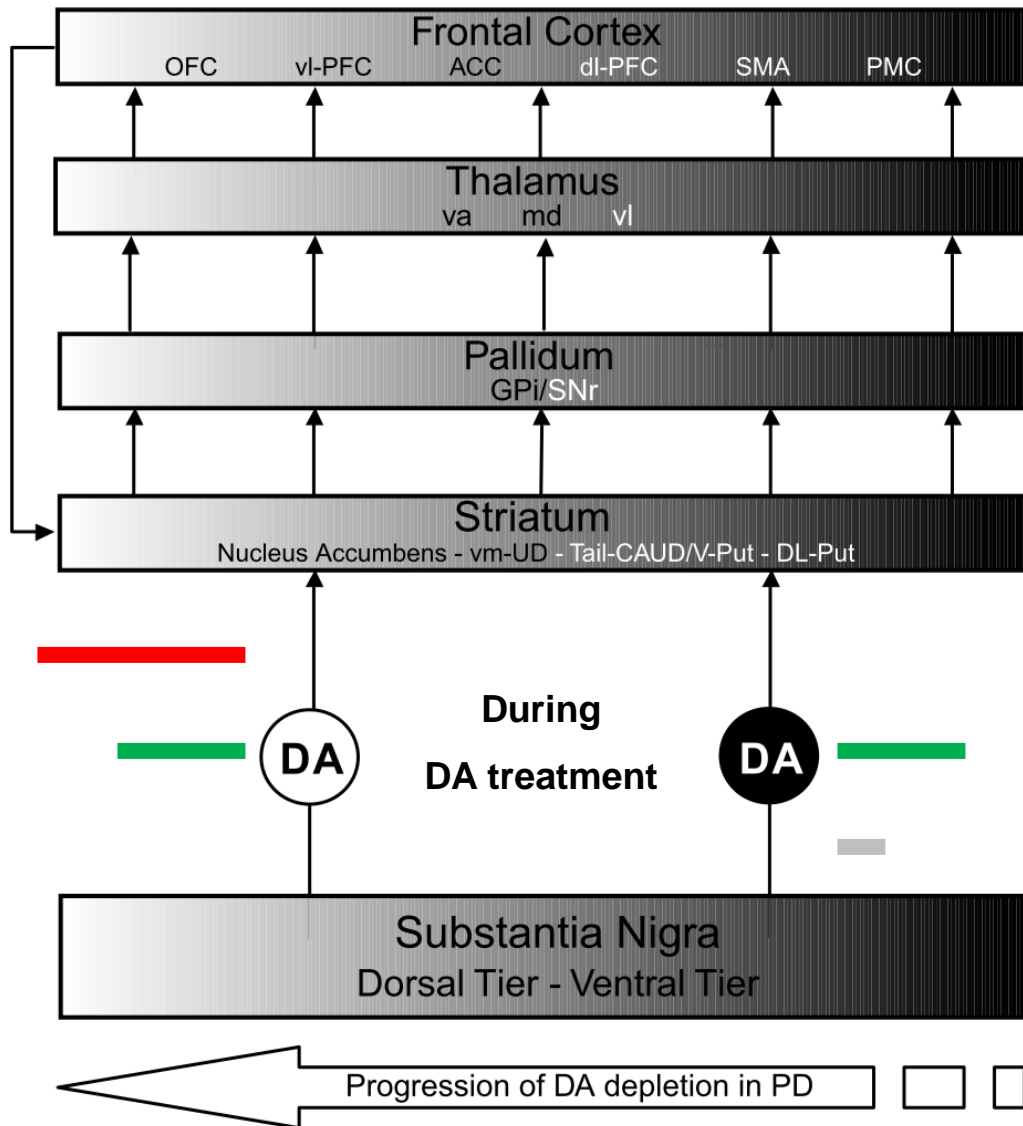 Frontal Cortex
OFC vl-PFC ACC dl-PFC SMA PMC
Thalamus
va md vl
Pallidum
GPi/SNr
Striatum
Nucleus Accumbens - vm-UD - Tail-CAUD/V-Put - DL-Put
During
DA DA treatment DA
Substantia Nigra
Dorsal Tier - Ventral Tier
Progression of DA depletion in PD